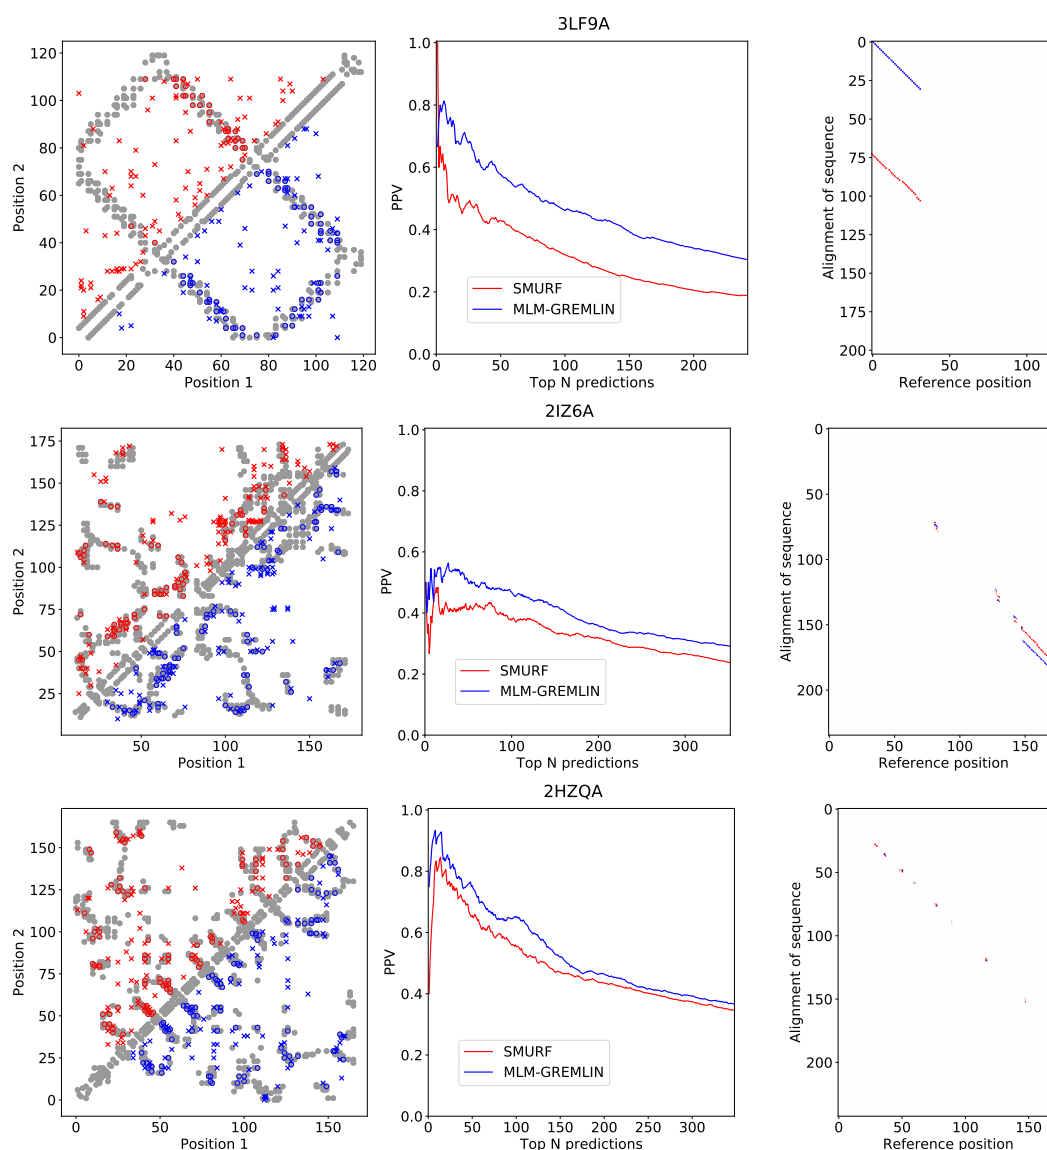 3LF9A
120
100
80
60
40
20
0
0 20 40 60 80 100 120
Position 1
Position 2
1.0
0.8
0.6
0.4
0.2
0.0
0 50 100 150 200
Top N predictions
PPV
SMURF
MLM-GREMLIN
0
25
50
75
100
125
150
175
200
0 50 100
Reference position
Alignment of sequence
2IZ6A
175
150
125
100
75
50
25
50 100 150
Position 1
Position 2
1.0
0.8
0.6
0.4
0.2
0.0
0 100 200 300
Top N predictions
PPV
SMURF
MLM-GREMLIN
0
50
100
150
200
0 50 100 150
Reference position
Alignment of sequence
2HZQA
150
125
100
75
50
25
0
0 50 100 150
Position 1
Position 2
1.0
0.8
0.6
0.4
0.2
0.0
0 50 100 150 200 250 300
Top N predictions
PPV
SMURF
MLM-GREMLIN
0
50
100
150
200
0 50 100 150
Reference position
Alignment of sequence